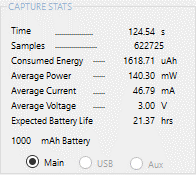 CAPTURE STATS
Time 124.54 s
Samples 622725
Consumed Energy 1618.71 uAh
Average Power 140.30 mW
Average Current 46.79 mA
Average Voltage 3.00 V
Expected Battery Life 21.37 hrs
1000 mAh Battery
Main USB Aux